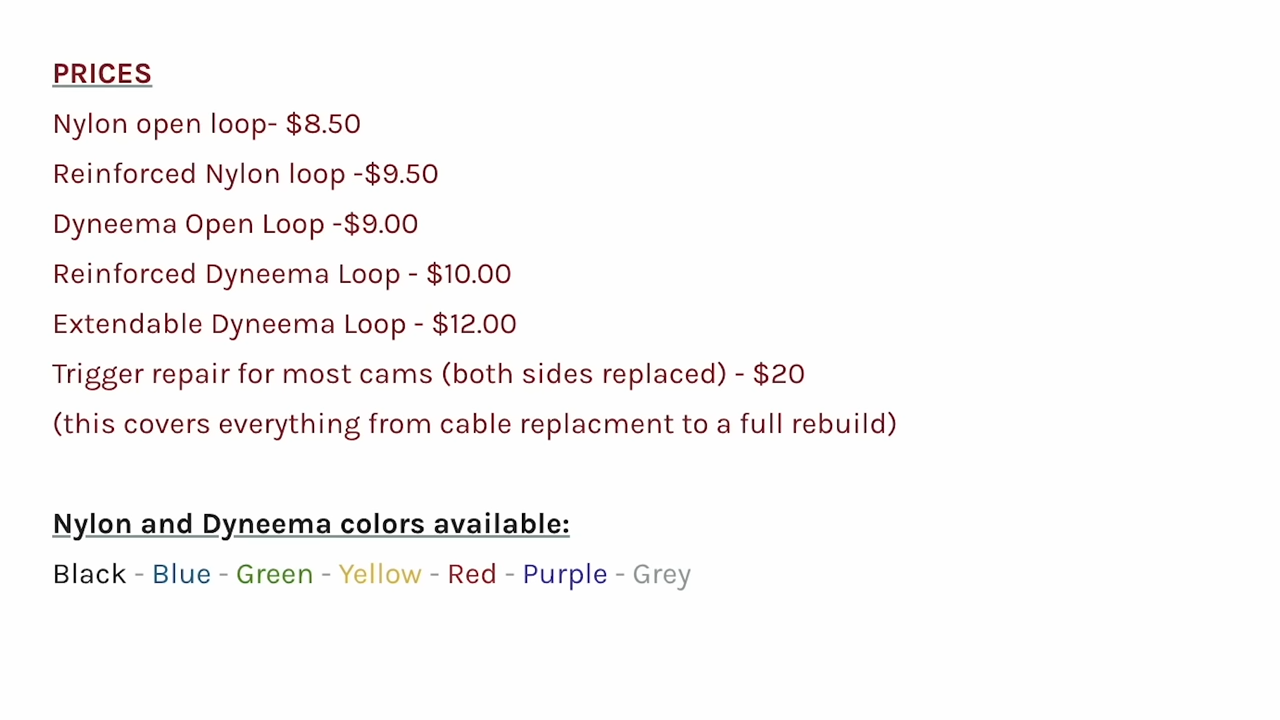 PRICES
Nylon open loop- $8.50
Reinforced Nylon loop -$9.50
Dyneema Open Loop -$9.00
Reinforced Dyneema Loop - $10.00
Extendable Dyneema Loop - $12.00
Trigger repair for most cams (both sides replaced) - $20
(this covers everything from cable replacment to a full rebuild)
Nylon and Dyneema colors available:
Black - Blue - Green - Yellow - Red - Purple - Grey